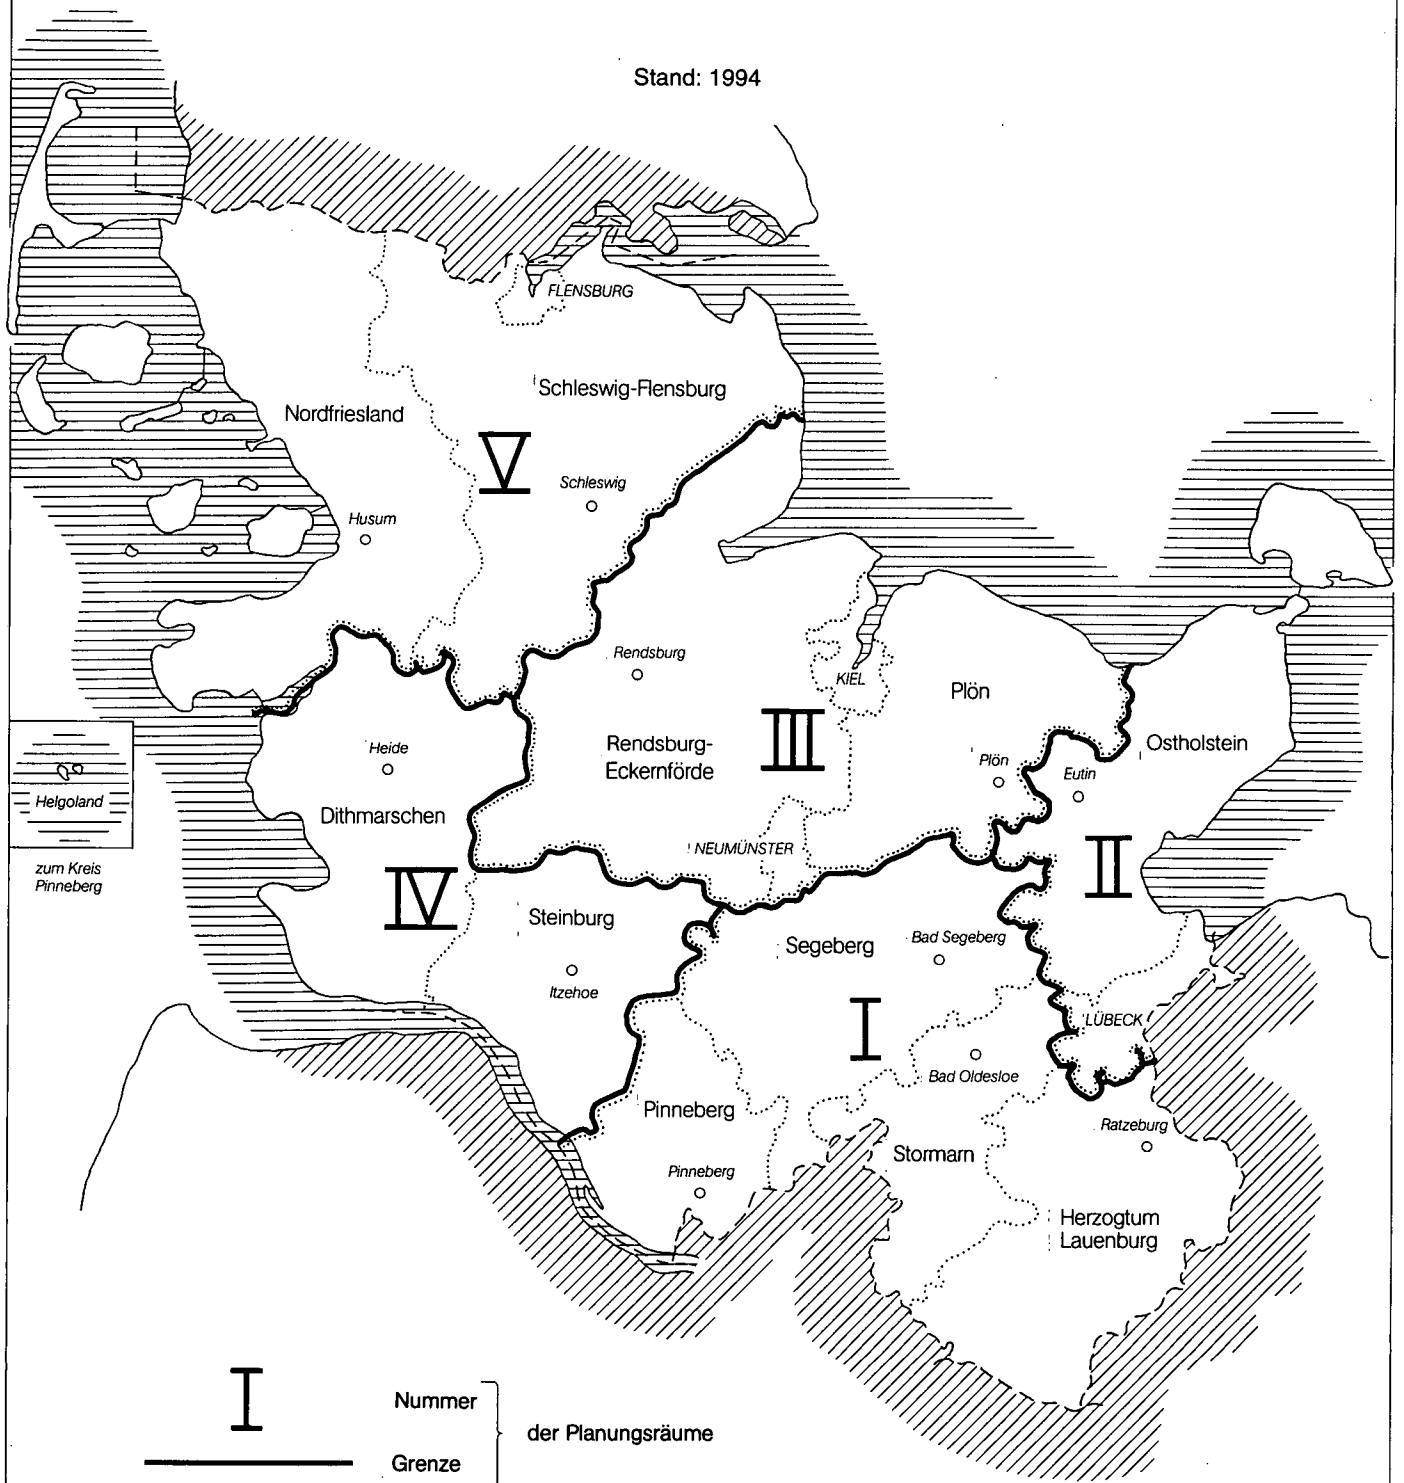 Stand: 1994
FLENSBURG
Schleswig-Flensburg
Nordfriesland
V
Schleswig
Husum
Rendsburg
KIEL
Plön
III
Rendsburg-
Eckernförde
Ostholstein
Heide
Plön
Eutin
Helgoland
Dithmarschen
NEUMÜNSTER
II
zum Kreis
Pinneberg
IV
Steinburg
Segeberg
Bad Segeberg
Itzehoe
I
LÜBECK
Bad Oldesloe
Pinneberg
Ratzeburg
Stormarn
Pinneberg
Herzogtum
Lauenburg
I
Nummer
der Planungsräume
Grenze